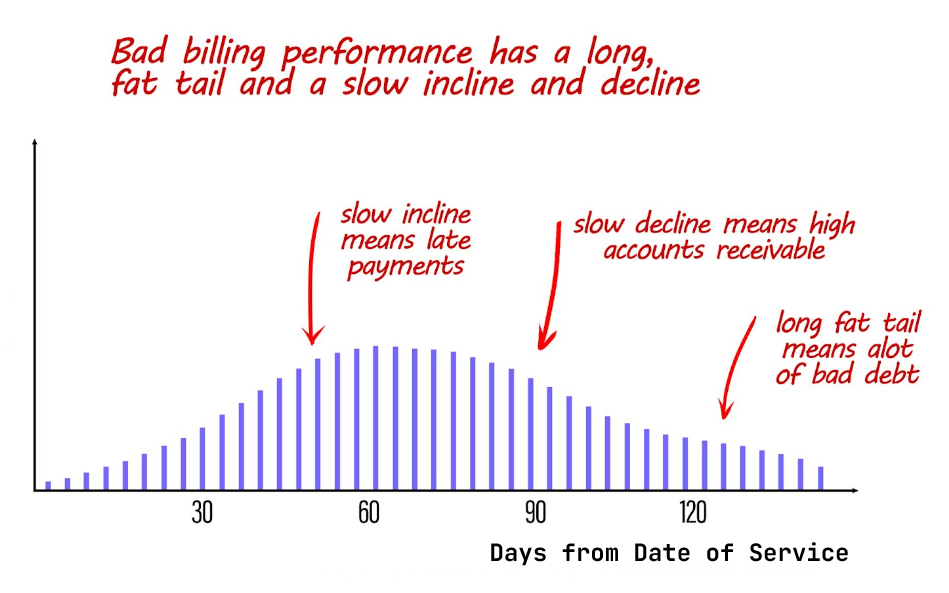 Bad billing performance has a long,
fat tail and a slow incline and decline
slow incline
means late
payments
slow decline means high
accounts receivable
long fat tail
means alot
of bad debt
30 60 90 120
Days from Date of Service